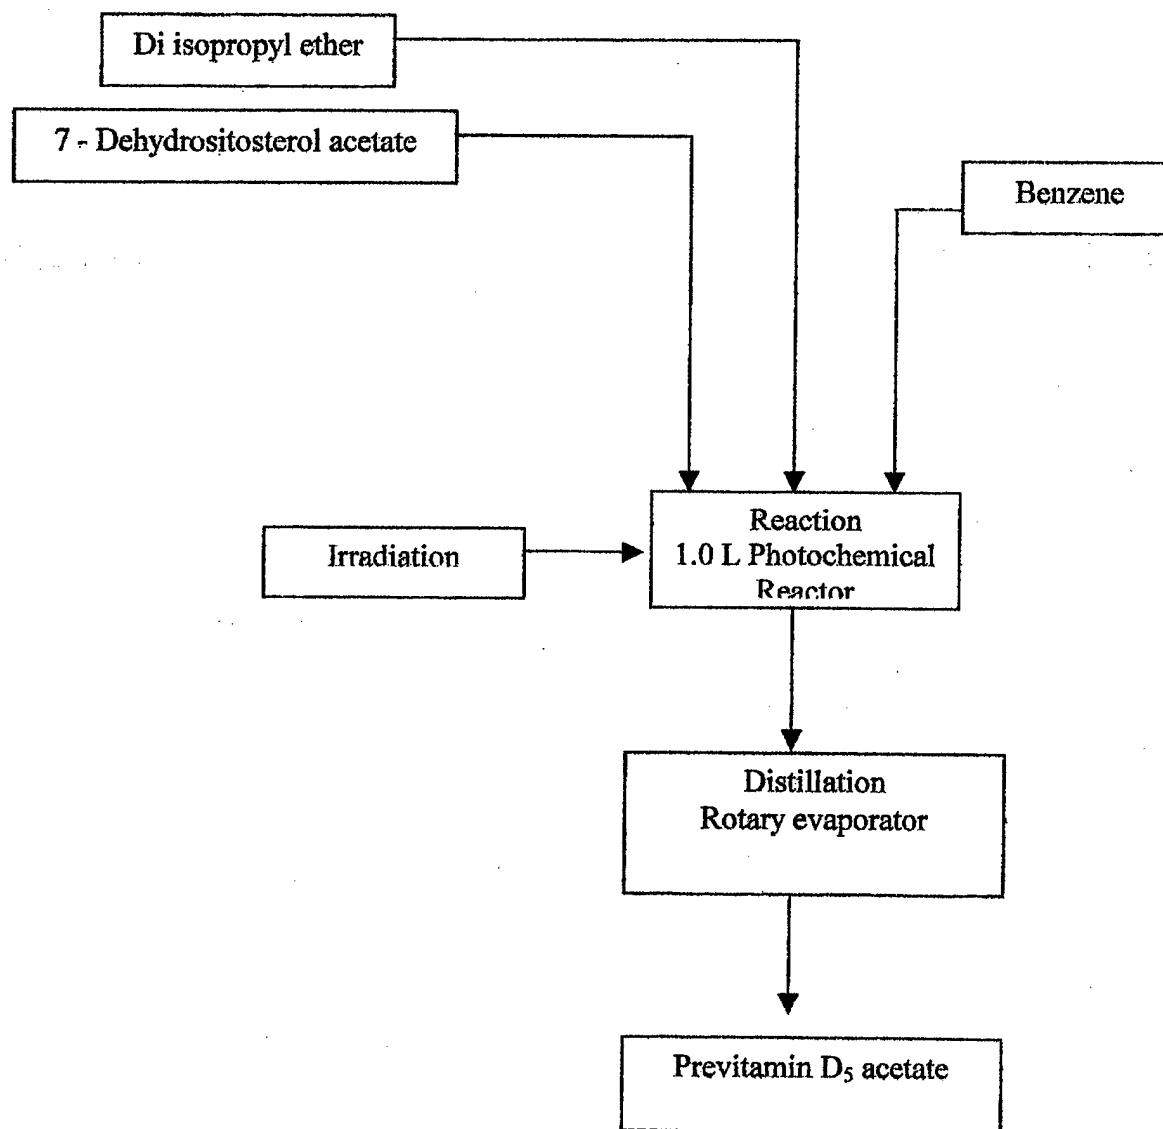 Di isopropyl ether
7 - Dehydrositosterol acetate
Benzene
Irradiation
Reaction
1.0 L Photochemical
Reactor
Distillation
Rotary evaporator
Previtamin D₅ acetate